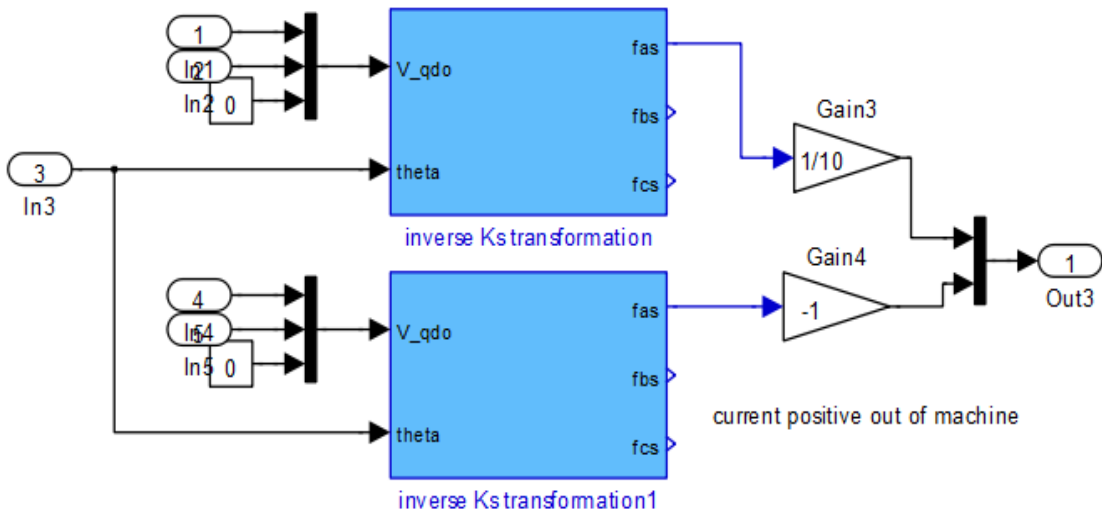 1
In1
2
In2
0
V_qdo
theta
fas
fbs
fcs
inverse Ks transformation
3
In3
Gain3
1/10
4
In4
5
In5
0
V_qdo
theta
fas
fbs
fcs
inverse Ks transformation1
Gain4
-1
1
Out3
current positive out of machine